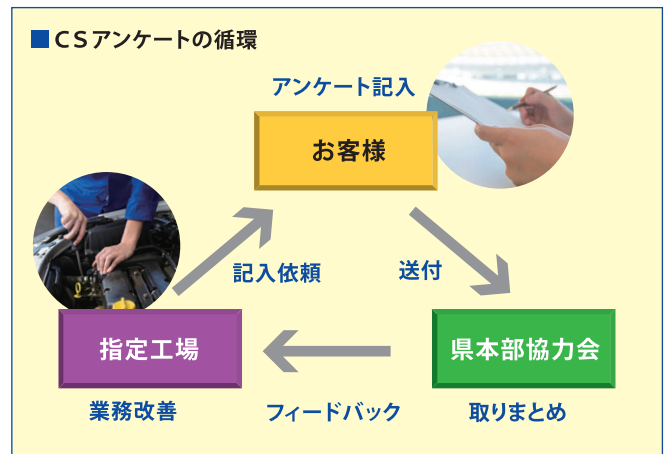 ■CSアンケートの循環
アンケート記入
お客様
記入依頼
送付
指定工場
県本部協力会
業務改善
フィードバック
取りまとめ